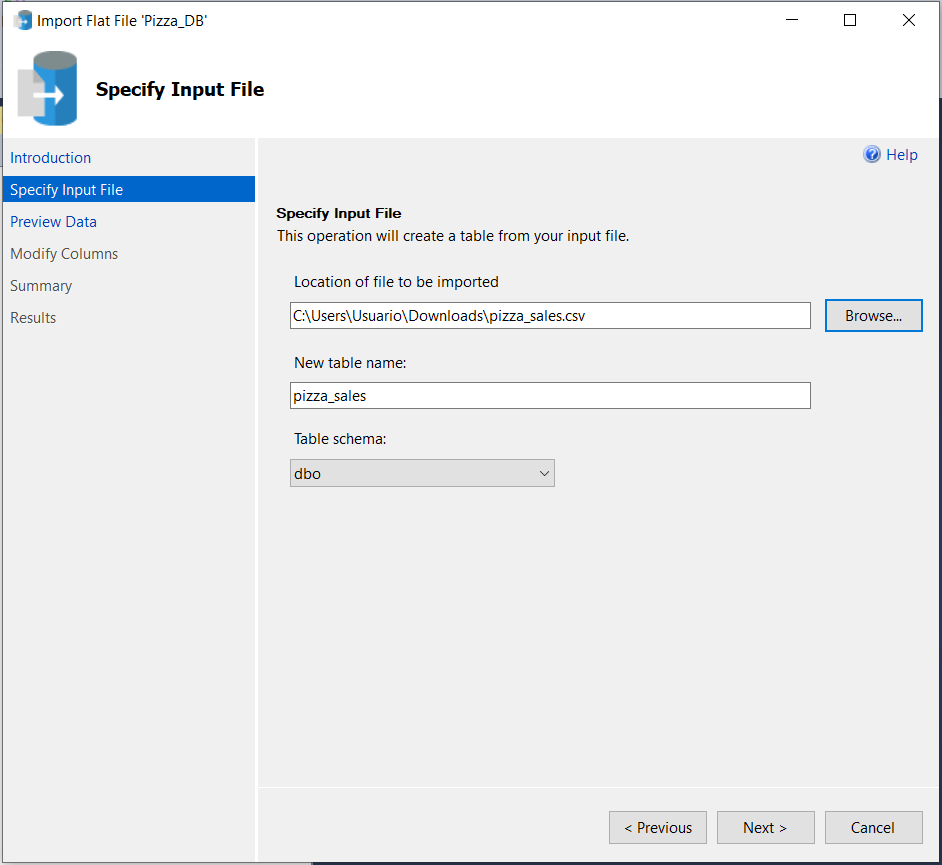 Import Flat File 'Pizza_DB'
Specify Input File
Introduction
Specify Input File
Preview Data
Modify Columns
Summary
Results
Help
Specify Input File
This operation will create a table from your input file.
Location of file to be imported
C:\Users\Usuario\Downloads\pizza_sales.csv
Browse...
New table name:
pizza_sales
Table schema:
dbo
< Previous
Next >
Cancel